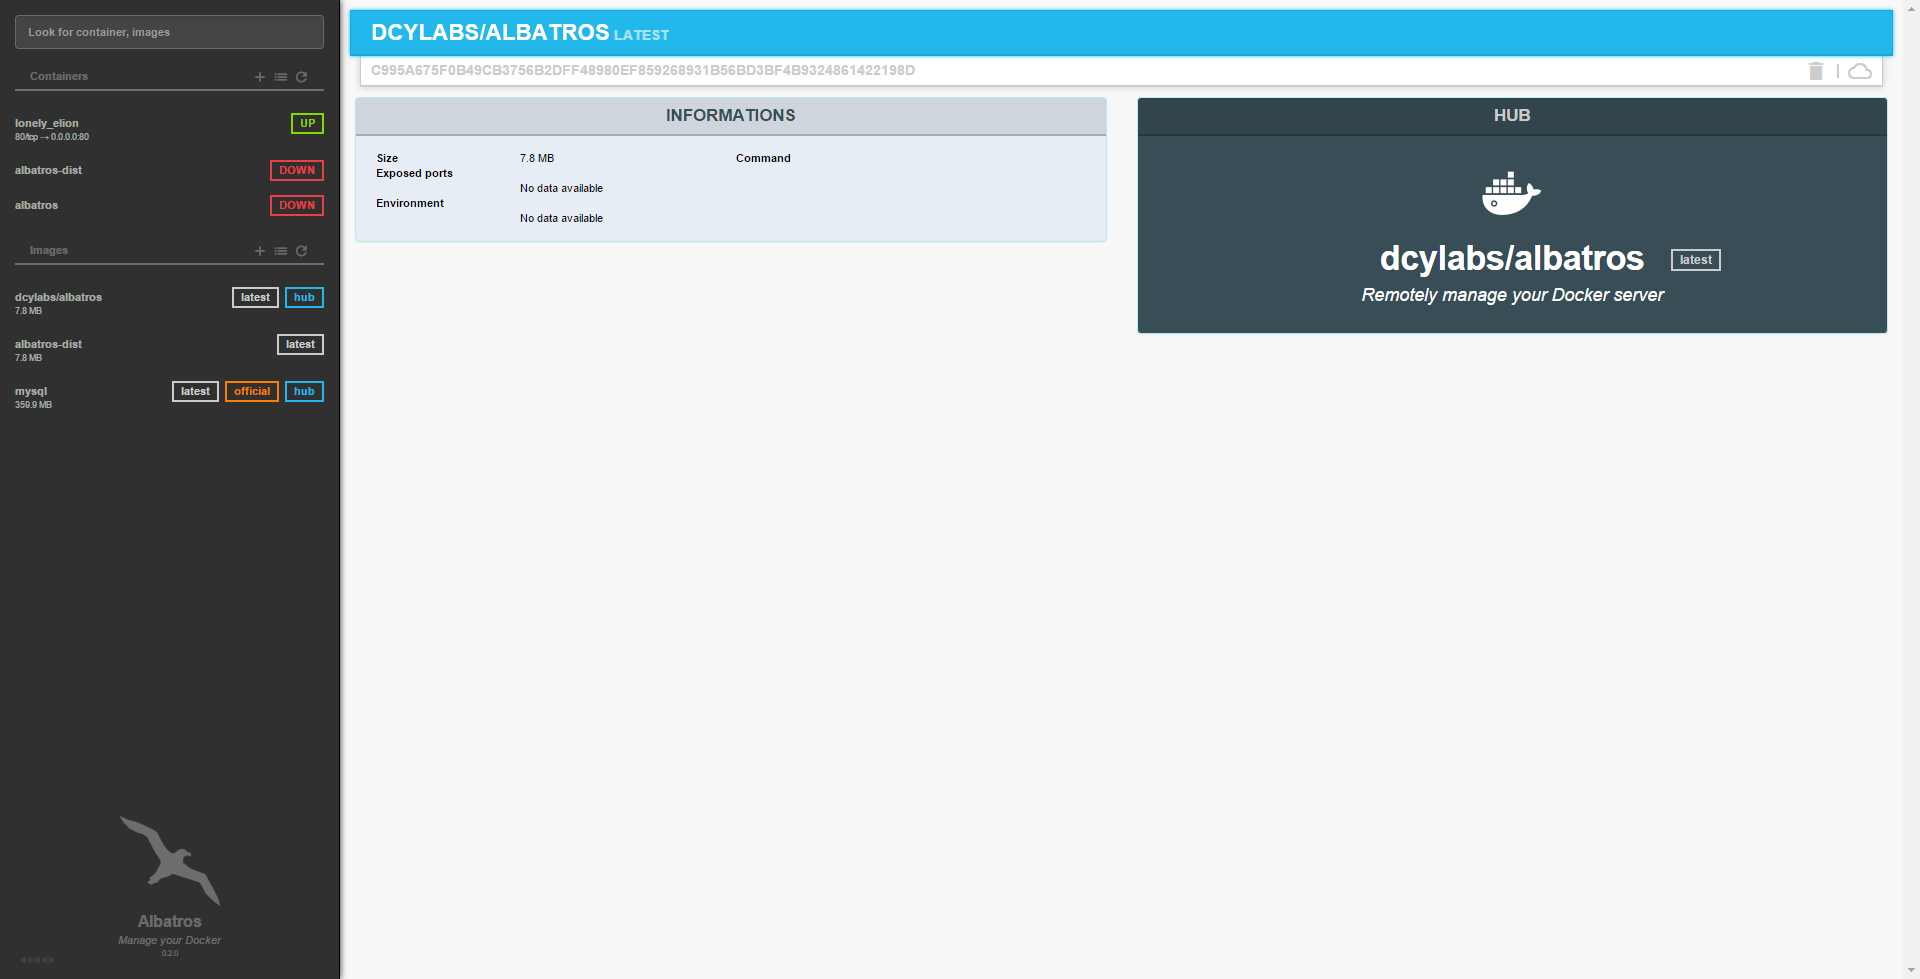 Look for container, images
Containers
lonely_elion UP
80/tcp → 0.0.0.0:80
albatros-dist DOWN
albatros DOWN
Images
dcylabs/albatros latest hub
7.8 MB
albatros-dist latest
7.8 MB
mysql latest official hub
359.9 MB
Albatros
Manage your Docker
0.2.0
DCYLABS/ALBATROS LATEST
C995A675F0B49CB3756B2DFF48980EF859268931B56BD3BF4B9324861422198D
INFORMATIONS
Size 7.8 MB Command
Exposed ports
No data available
Environment
No data available
HUB
dcylabs/albatros latest
Remotely manage your Docker server